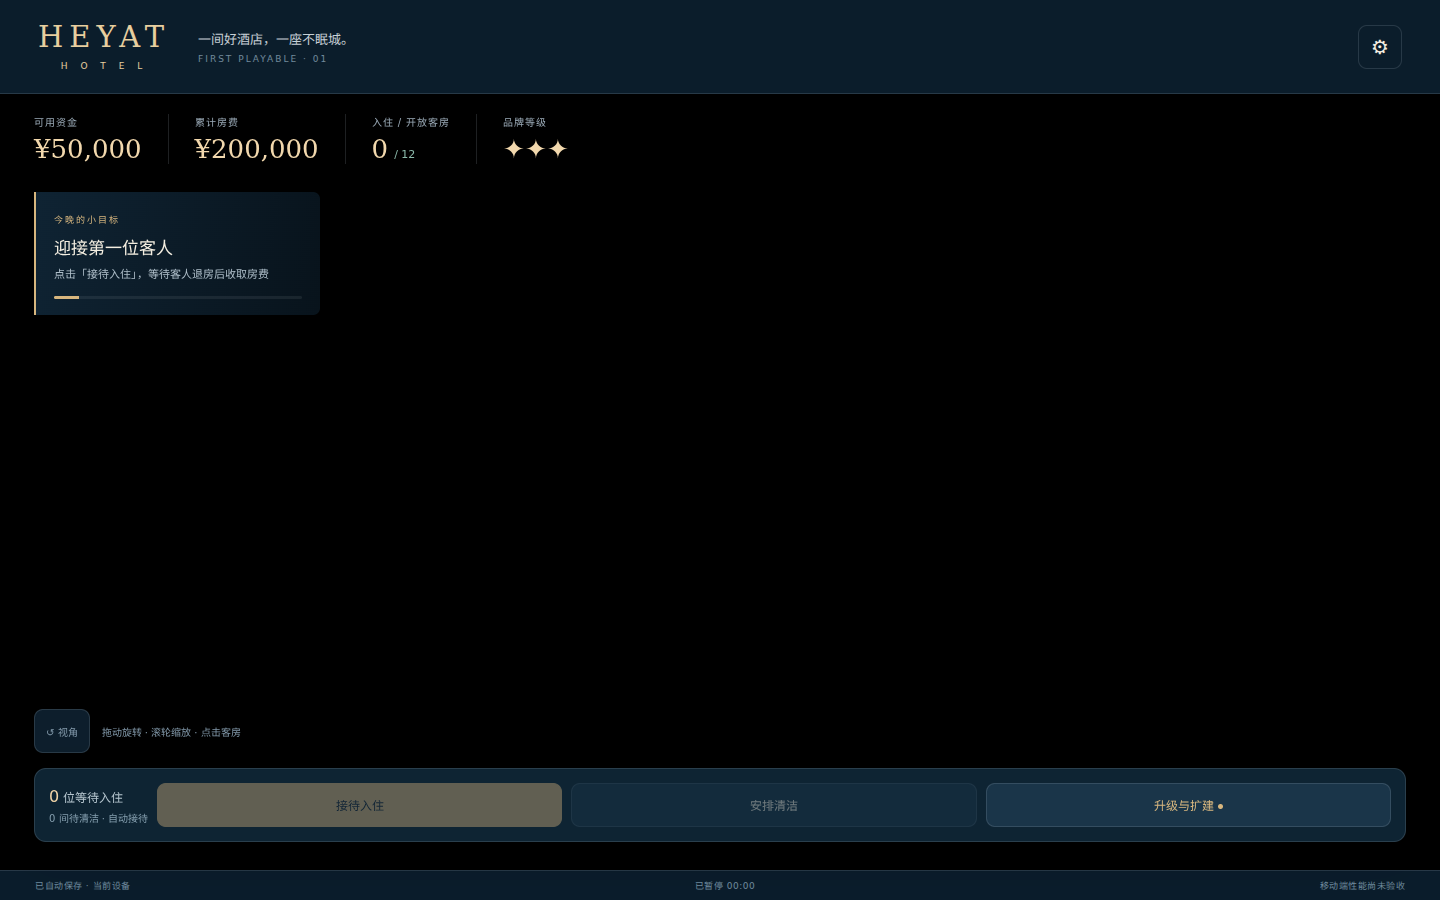 HEYAT
HOTEL
一间好酒店，一座不眠城。
FIRST PLAYABLE · 01
⚙
可用资金
¥50,000
累计房费
¥200,000
入住 / 开放客房
0 / 12
品牌等级
✦✦✦
今晚的小目标
迎接第一位客人
点击「接待入住」，等待客人退房后收取房费
↺ 视角
拖动旋转 · 滚轮缩放 · 点击客房
0 位等待入住
0 间待清洁 · 自动接待
接待入住
安排清洁
升级与扩建
已自动保存 · 当前设备
已暂停 00:00
移动端性能尚未验收